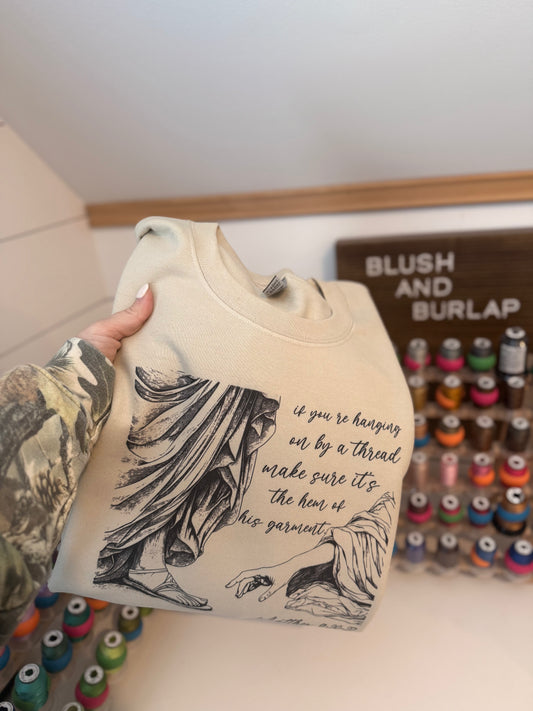 BLUSH
AND
BURLAP
if you're hanging
on by a thread
make sure it's
the hem of
his garment